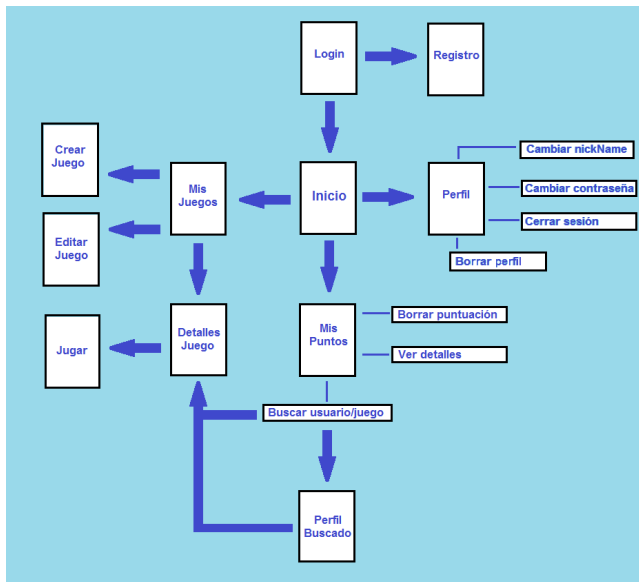 Login
Registro
Crear
Juego
Cambiar nickName
Mis
Juegos
Inicio
Perfil
Cambiar contraseña
Cerrar sesión
Editar
Juego
Borrar perfil
Borrar puntuación
Detalles
Juego
Mis
Puntos
Jugar
Ver detalles
Buscar usuario/juego
Perfil
Buscado